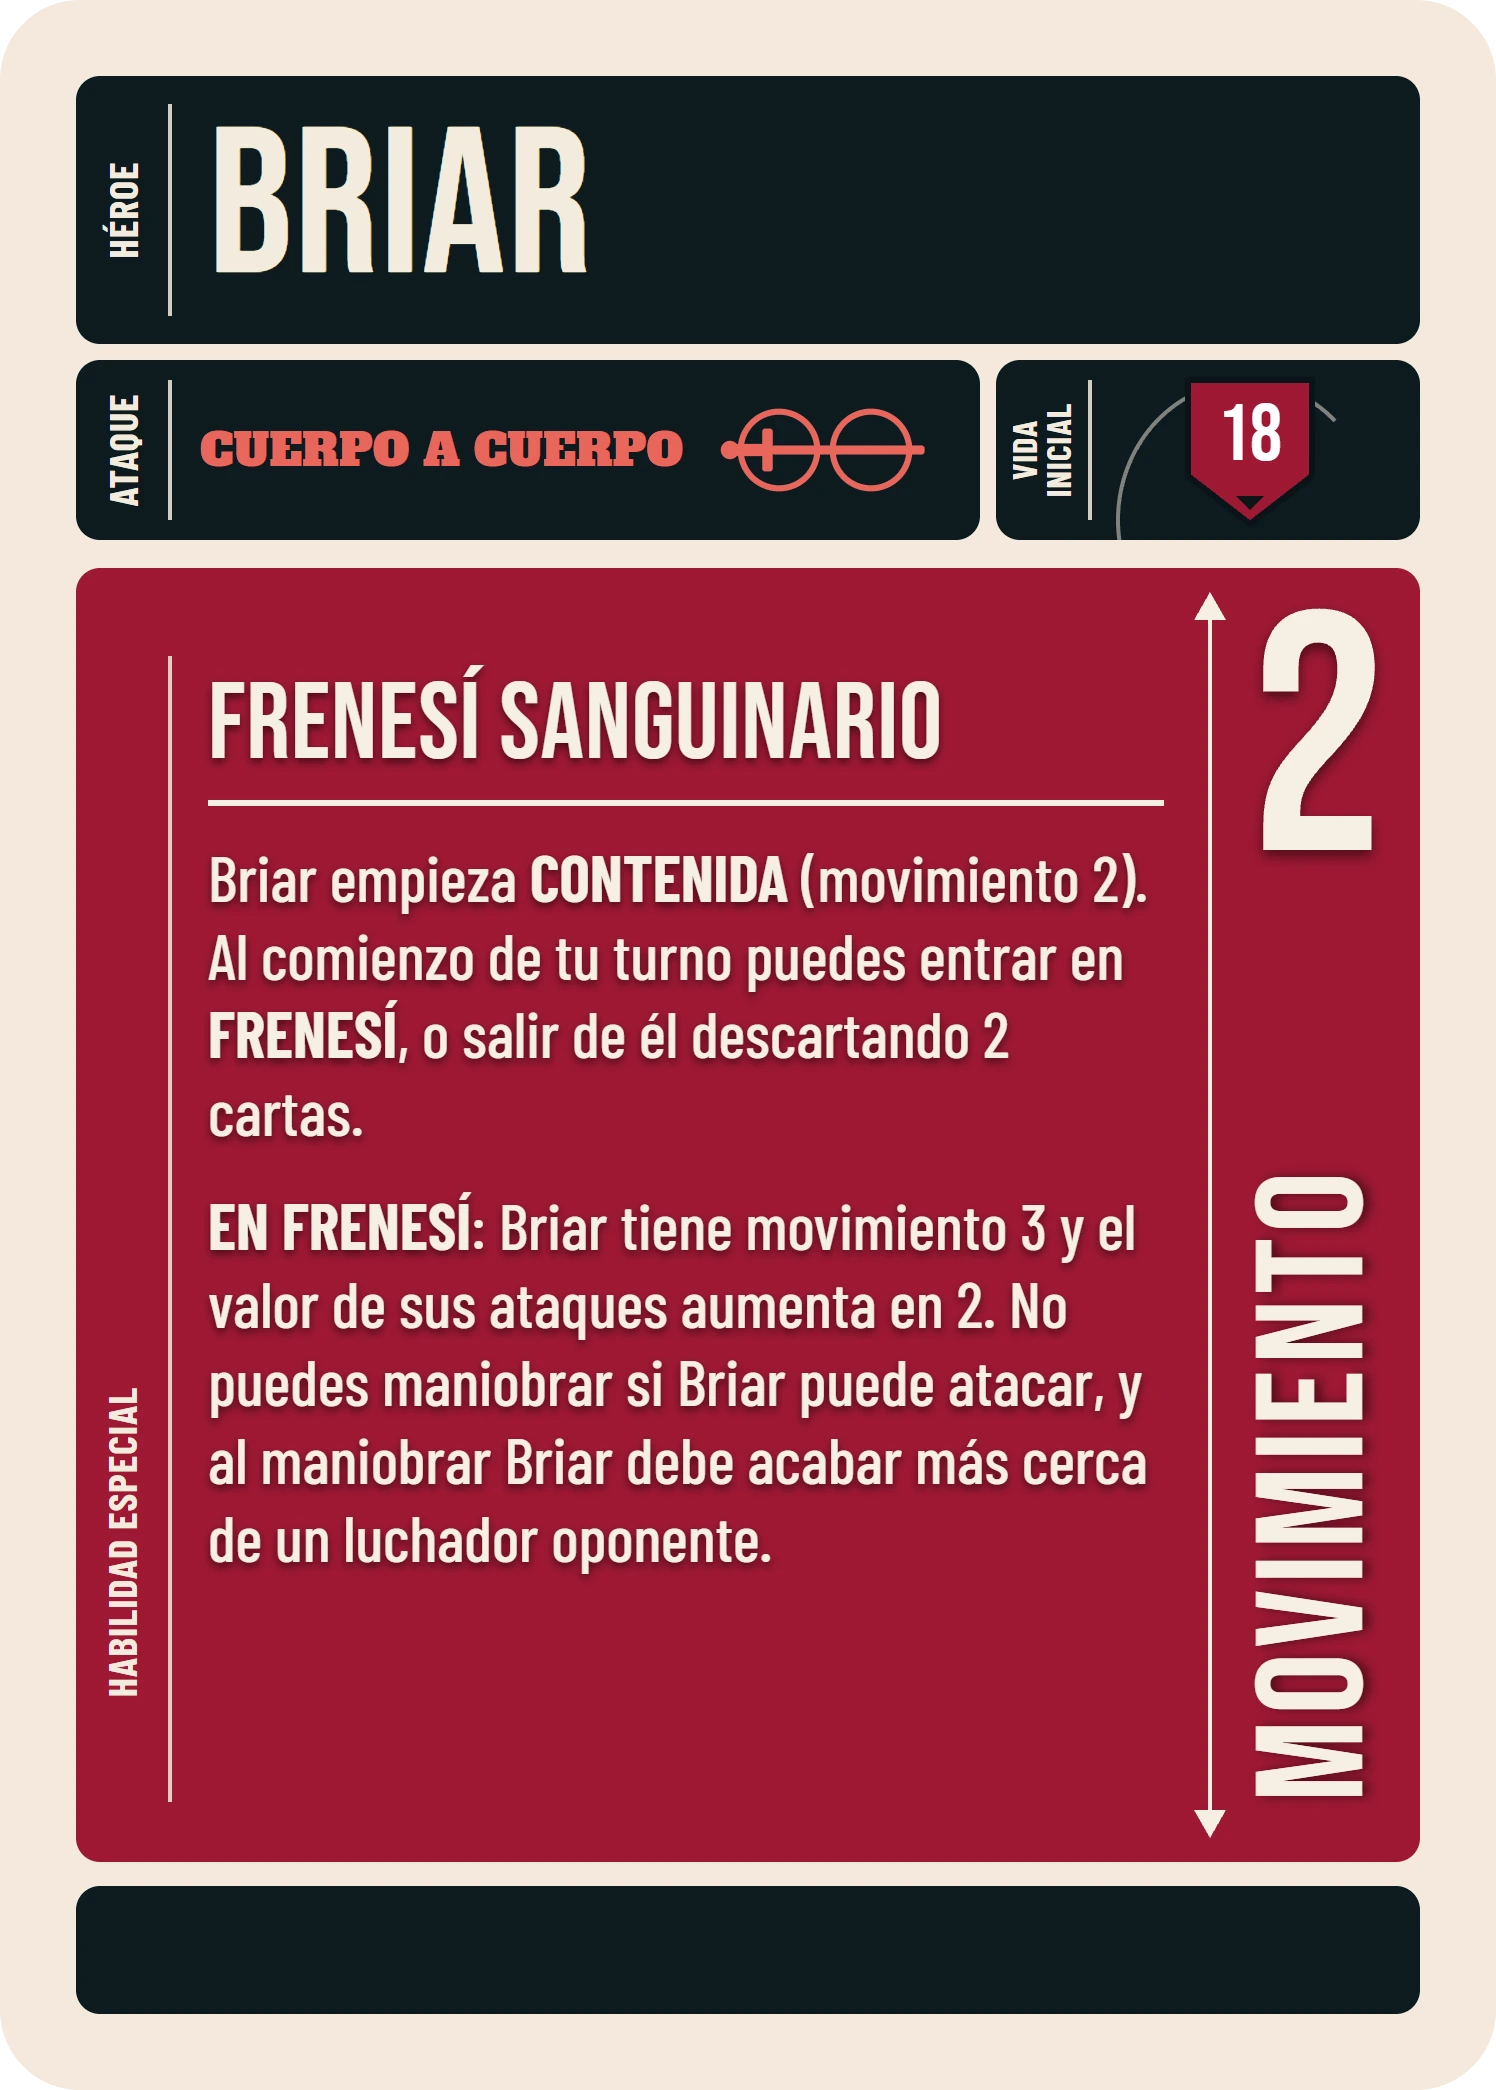 HÉROE
BRIAR
ATAQUE
CUERPO A CUERPO
VIDA
INICIAL
18
HABILIDAD ESPECIAL
FRENESÍ SANGUINARIO
Briar empieza CONTENIDA (movimiento 2).
Al comienzo de tu turno puedes entrar en
FRENESÍ, o salir de él descartando 2
cartas.
EN FRENESÍ: Briar tiene movimiento 3 y el
valor de sus ataques aumenta en 2. No
puedes maniobrar si Briar puede atacar, y
al maniobrar Briar debe acabar más cerca
de un luchador oponente.
2
MOVIMIENTO